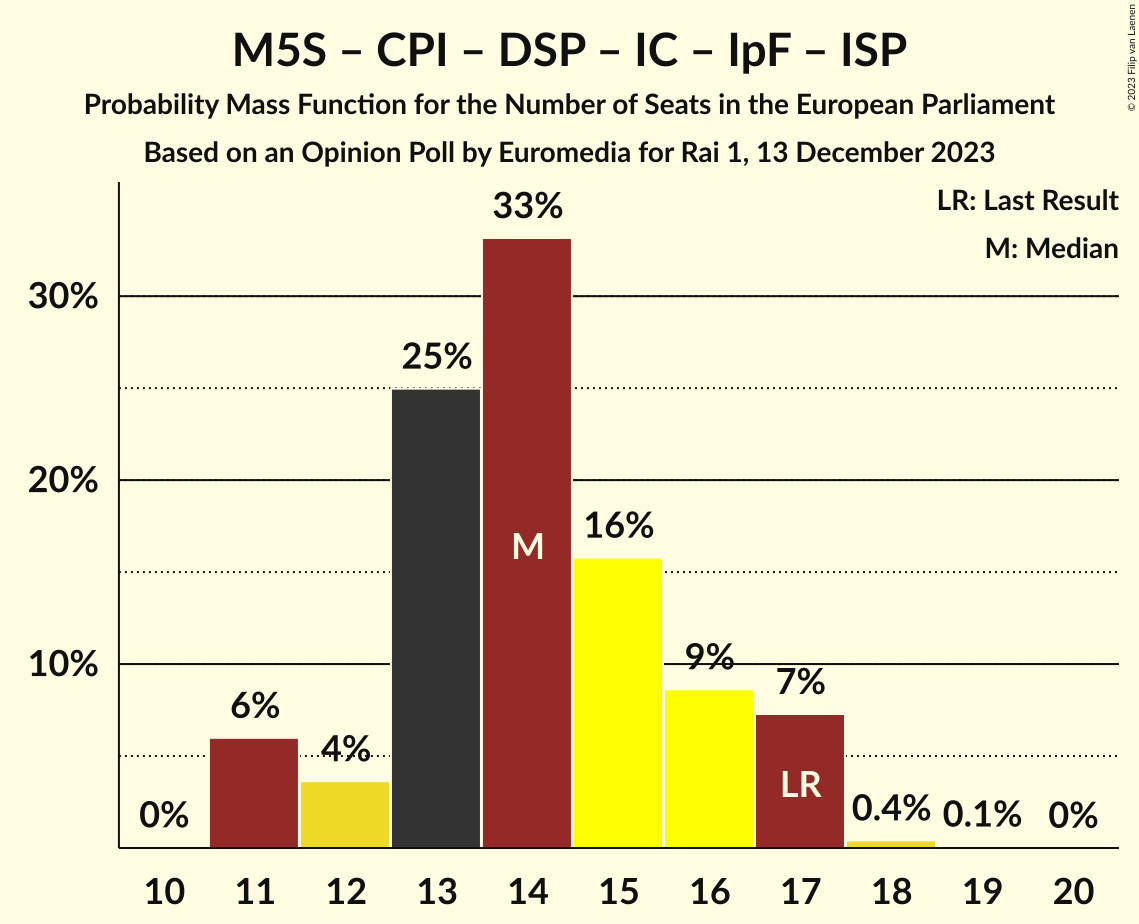 M5S – CPI – DSP – IC – IpF – ISP
Probability Mass Function for the Number of Seats in the European Parliament
Based on an Opinion Poll by Euromedia for Rai 1, 13 December 2023
© 2023 Filip van Laenen
LR: Last Result
M: Median
30%
20%
10%
0%
6%
4%
25%
33%
16%
9%
7%
0.4%
0.1%
0%
M
LR
10 11 12 13 14 15 16 17 18 19 20